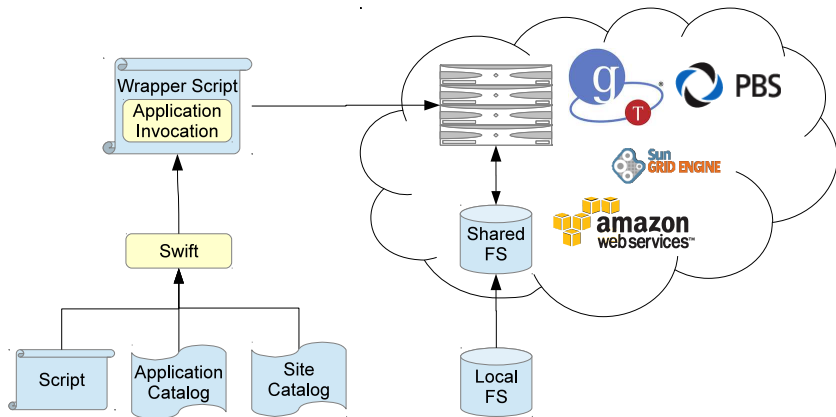 Wrapper Script
Application
Invocation
g
T
®
PBS
Sun
GRID ENGINE
amazon
webservices™
Shared
FS
Swift
Script
Application
Catalog
Site
Catalog
Local
FS